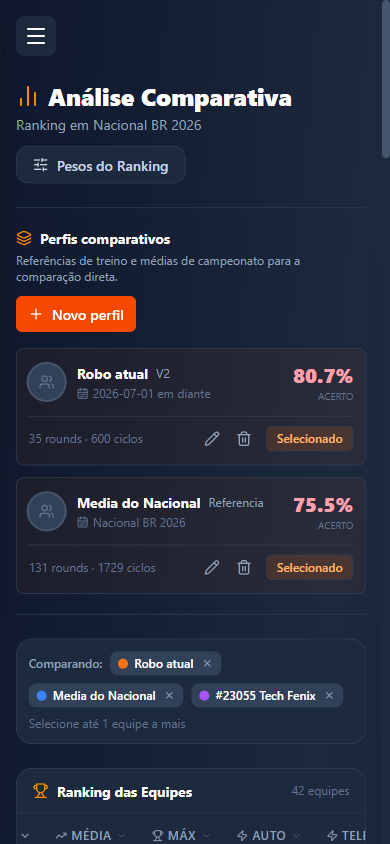 Análise Comparativa
Ranking em Nacional BR 2026
Pesos do Ranking
Perfis comparativos
Referências de treino e médias de campeonato para a
comparação direta.
+ Novo perfil
Robo atual V2
2026-07-01 em diante
80.7%
ACERTO
35 rounds · 600 ciclos
Selecionado
Media do Nacional Referencia
Nacional BR 2026
75.5%
ACERTO
131 rounds · 1729 ciclos
Selecionado
Comparando: Robo atual ×
Media do Nacional × #23055 Tech Fenix ×
Selecione até 1 equipe a mais
Ranking das Equipes 42 equipes
MÉDIA MÁX AUTO TELE